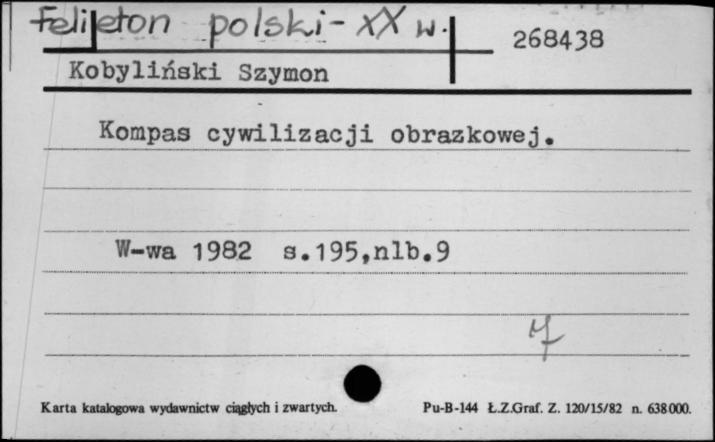 Felijeton polski - XX w.
268438
Kobyliński Szymon
Kompas cywilizacji obrazkowej.
W-wa 1982 s.195,nlb.9
Karta katalogowa wydawnictw ciągłych i zwartych.
Pu-B-144 Ł.Z.Graf. Z. 120/15/82 n. 638000.